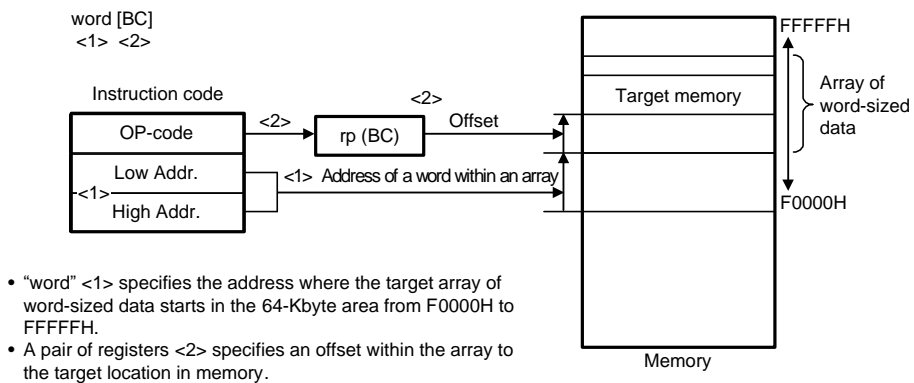 word [BC]
<1> <2>
Instruction code
OP-code
Low Addr.
<1>
High Addr.
<2>
rp (BC)
<2>
Offset
<1> Address of a word within an array
Target memory
FFFFFH
Array of
word-sized
data
F0000H
Memory
• “word” <1> specifies the address where the target array of
word-sized data starts in the 64-Kbyte area from F0000H to
FFFFFH.
• A pair of registers <2> specifies an offset within the array to
the target location in memory.